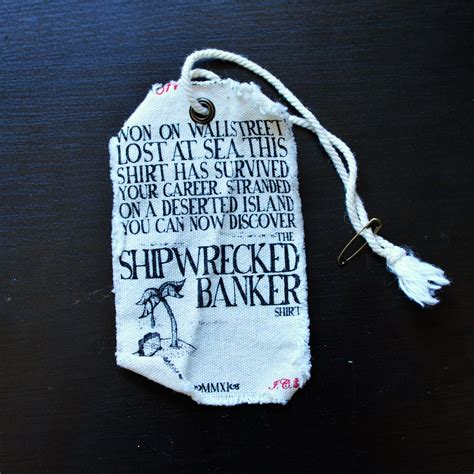 WON ON WALLSTREET
LOST AT SEA. THIS
SHIRT HAS SURVIVED
YOUR CAREER. STRANDED
ON A DESERTED ISLAND
YOU CAN NOW DISCOVER
THE
SHIPWRECKED
BANKER
SHIRT
MMXI